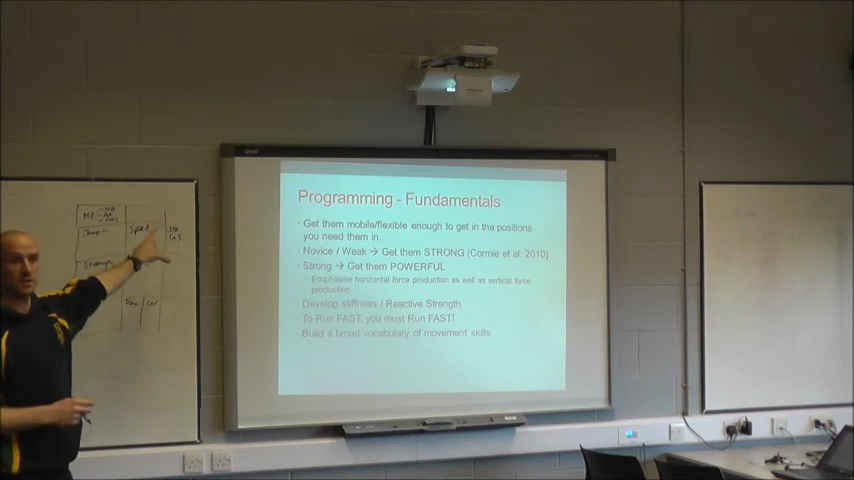 Programming - Fundamentals
· Get them mobile/flexible enough to get in the positions
you need them in.
· Novice / Weak → Get them STRONG (Cormie et al. 2010)
· Strong → Get them POWERFUL
- Emphasise horizontal force production as well as vertical force
production
· Develop stiffness / Reactive Strength
· To Run FAST, you must Run FAST!
· Build a broad vocabulary of movement skills
Speed
Strength